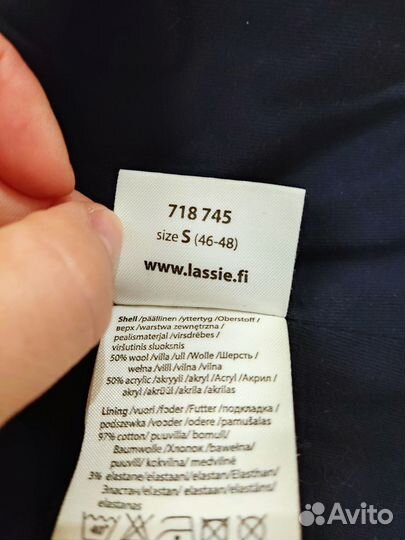 718 745
size S (46-48)
www.lassie.fi
Shell /päällinen /yttertyg /Oberstoff /
верх /warstwa zewnętrzna /
pealismaterjal /virsdrēbes /
viršutinis sluoksnis
50% wool /villa /ull /Wolle /Шерсть /
wełna /vill /vilna /vilna
50% acrylic /akryyli /akryl /Acryl /Акрил /
akryl /akrüül /akrila /akrilas
Lining /vuori /foder /Futter /подкладка /
podszewka /vooder /odere /pamušalas
97% cotton/ puuvilla/ bomull/
Baumwolle /Хлопок /bawełna/
puuvill/ kokvilna/ medvilnė
3% elastane/elastaani/elastan/Elasthan/
Эластан/elastan/elastaan/elastāns/
elastanas
40°
Avito